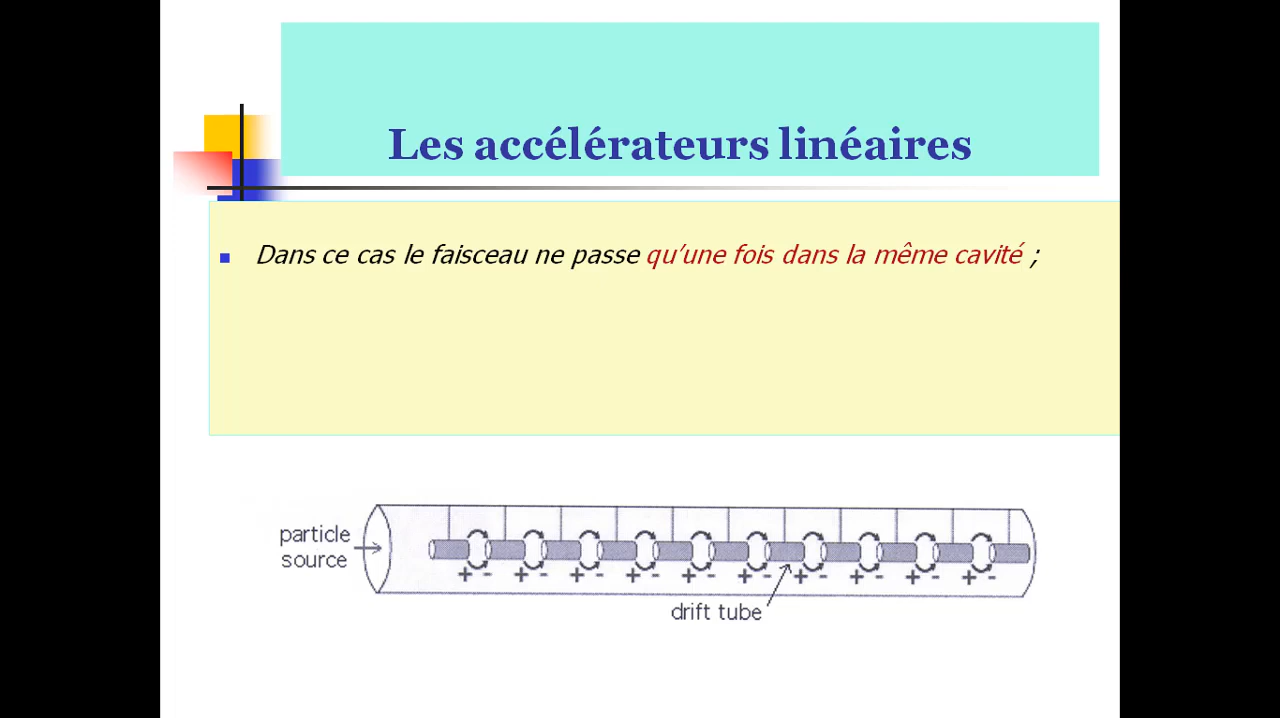 Les accélérateurs linéaires
Dans ce cas le faisceau ne passe qu'une fois dans la même cavité ;
particle
source
+ - + - + - + - + - + - + - + - + - + -
drift tube